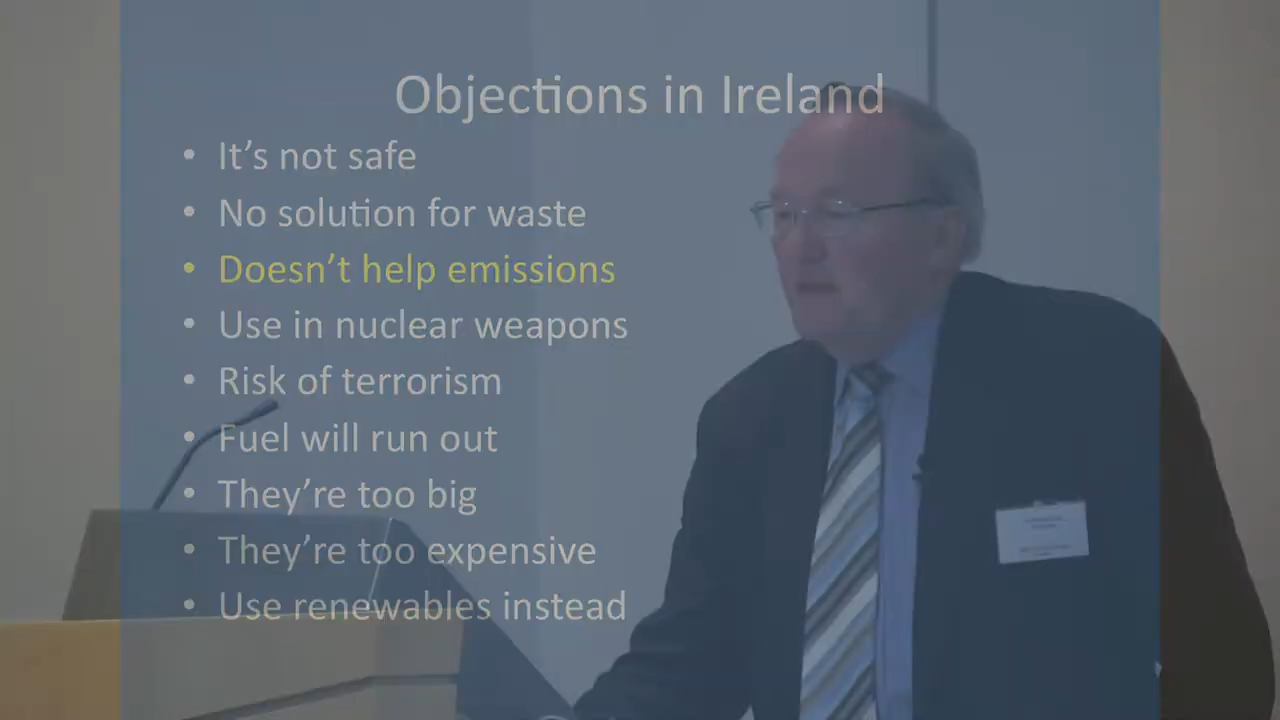 Objections in Ireland
• It's not safe
• No solution for waste
• Doesn't help emissions
• Use in nuclear weapons
• Risk of terrorism
• Fuel will run out
• They're too big
• They're too expensive
• Use renewables instead